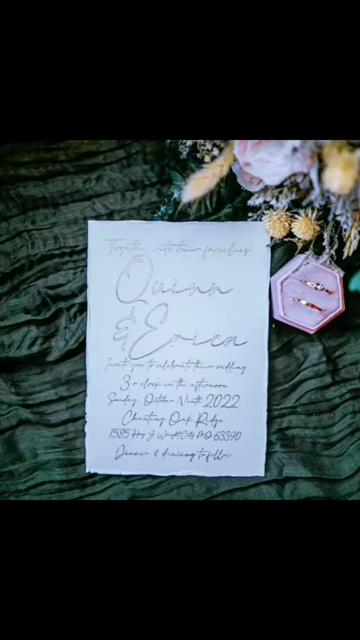 Together with their families
Quinn
& Erica
Invite you to celebrate their wedding
3 o'clock in the afternoon
Sunday October Ninth 2022
Chanting Oak Ridge
1585 Hwy J Wright City MO 63390
Dinner & dancing to follow